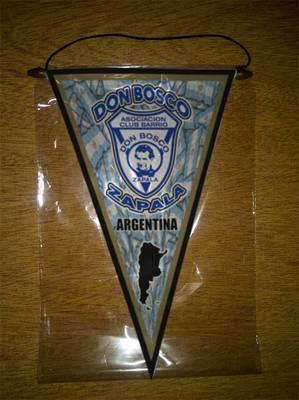 DON BOSCO
ASOCIACION
CLUB BARRIO
DON BOSCO
ZAPALA
ZAPALA
ARGENTINA